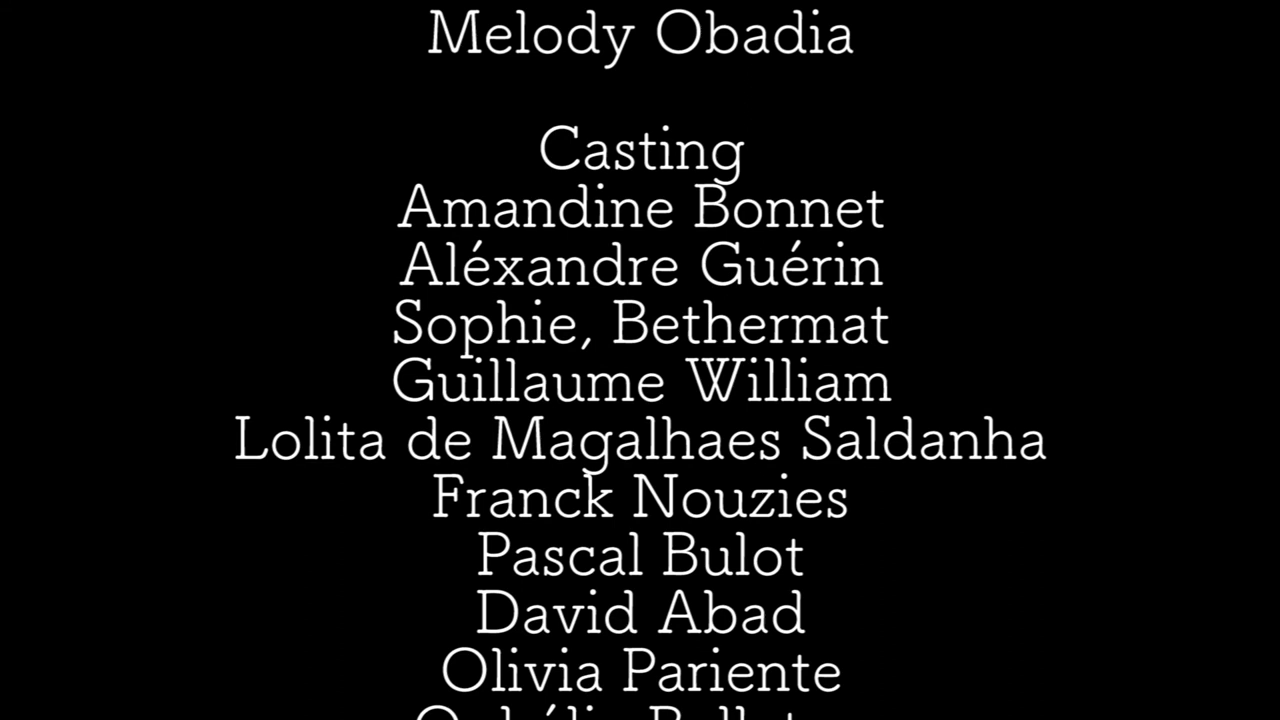 Melody Obadia
Casting
Amandine Bonnet
Aléxandre Guérin
Sophie, Bethermat
Guillaume William
Lolita de Magalhaes Saldanha
Franck Nouzies
Pascal Bulot
David Abad
Olivia Pariente